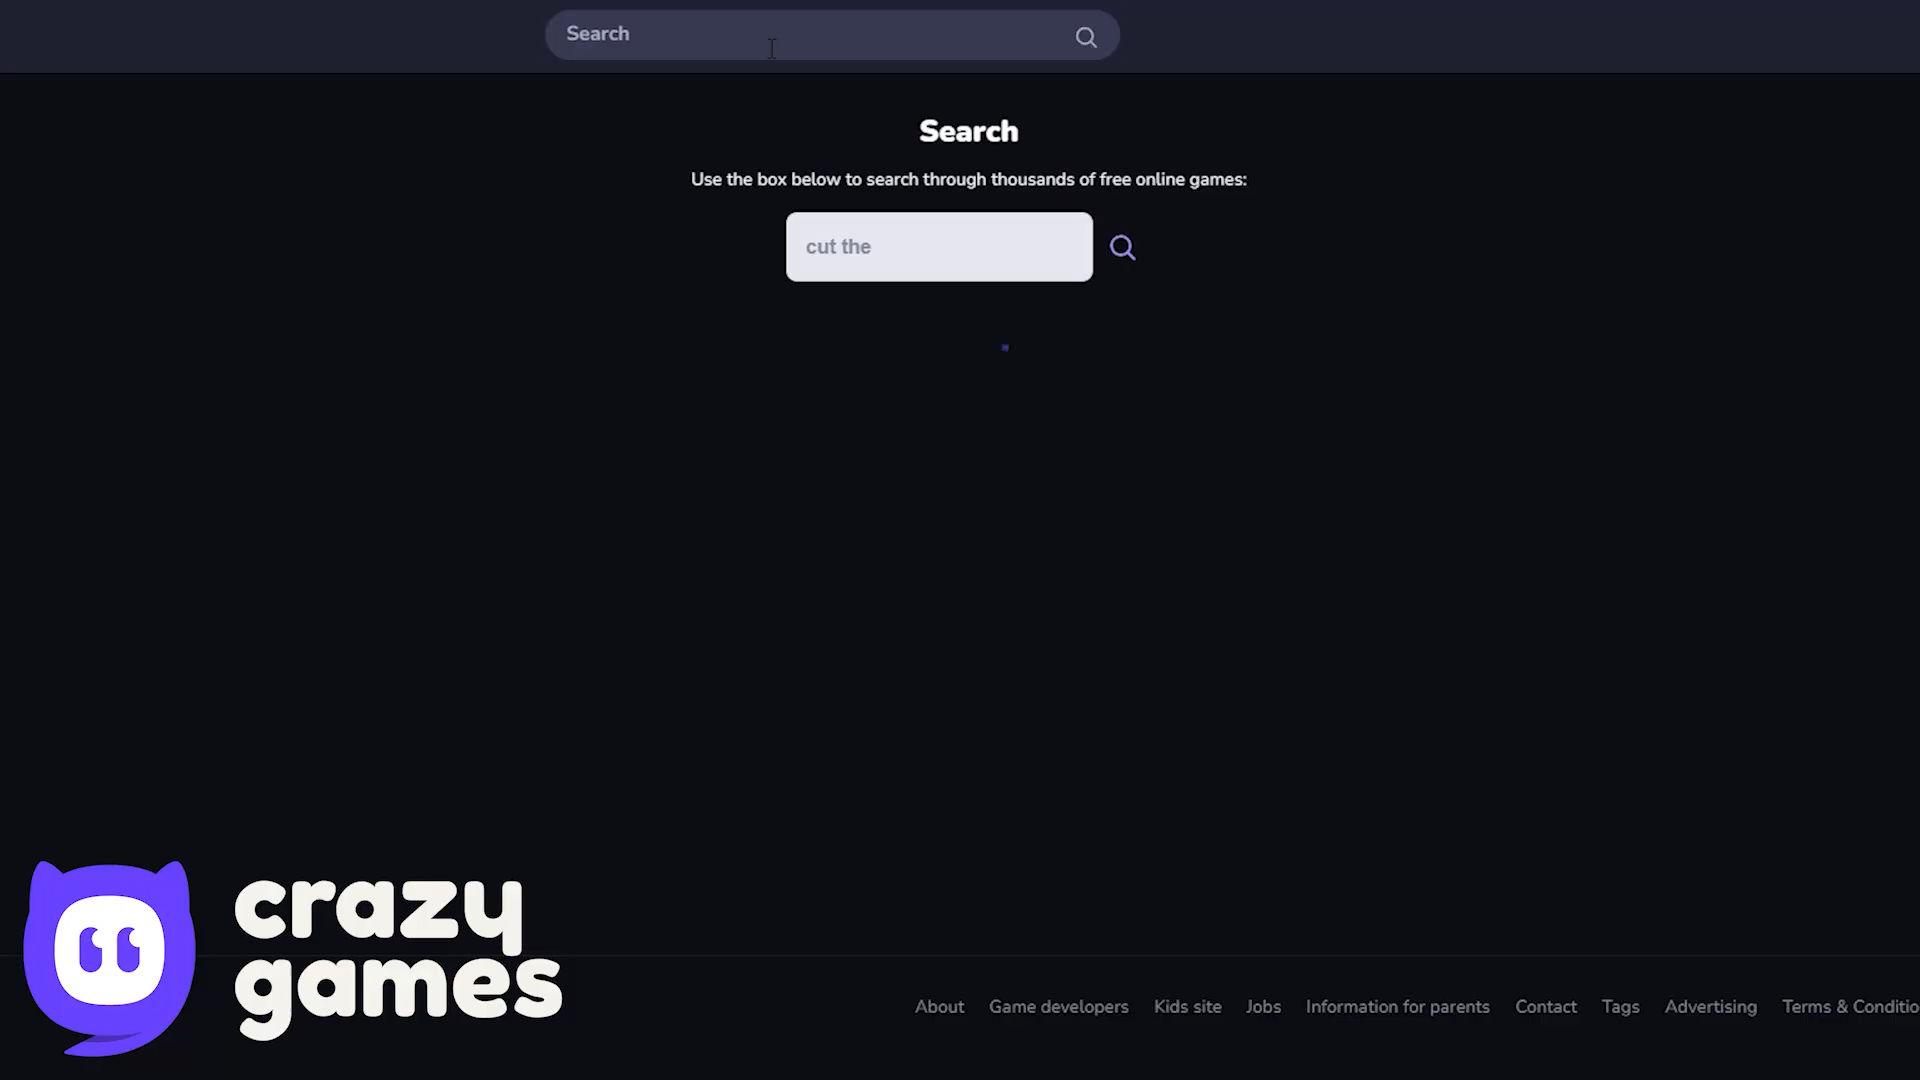 Search
Search
Use the box below to search through thousands of free online games:
cut the
crazy
games
About Game developers Kids site Jobs Information for parents Contact Tags Advertising Terms & Conditio